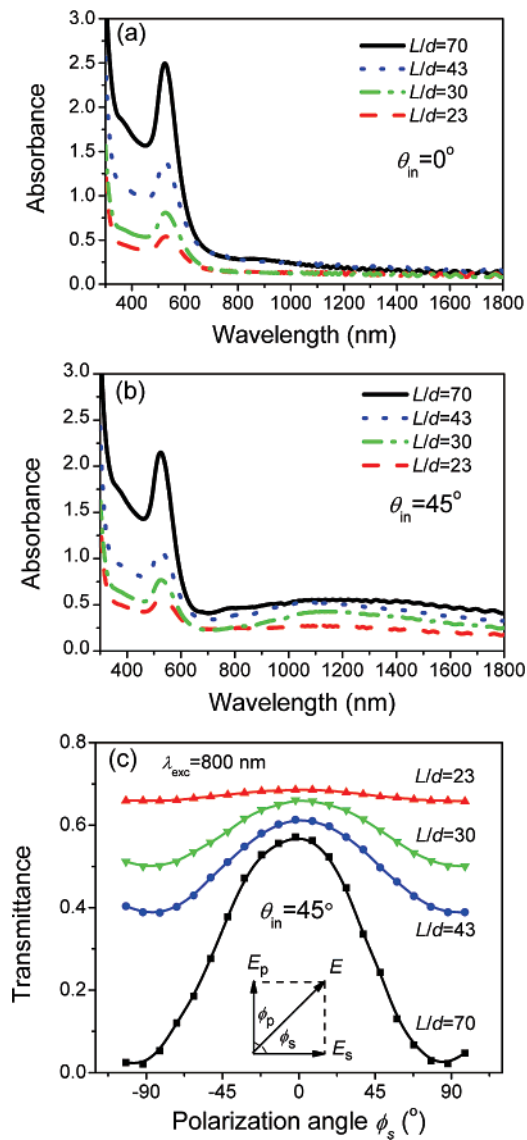 (a)
L/d=70
L/d=43
L/d=30
L/d=23
θin=0°
Absorbance
3.0
2.5
2.0
1.5
1.0
0.5
0.0
400 600 800 1000 1200 1400 1600 1800
Wavelength (nm)
(b)
L/d=70
L/d=43
L/d=30
L/d=23
θin=45°
Absorbance
3.0
2.5
2.0
1.5
1.0
0.5
0.0
400 600 800 1000 1200 1400 1600 1800
Wavelength (nm)
(c)
λexc=800 nm
L/d=23
L/d=30
L/d=43
L/d=70
θin=45°
Ep
E
ϕp
ϕs
Es
Transmittance
0.8
0.6
0.4
0.2
0.0
-90 -45 0 45 90
Polarization angle ϕs (°)